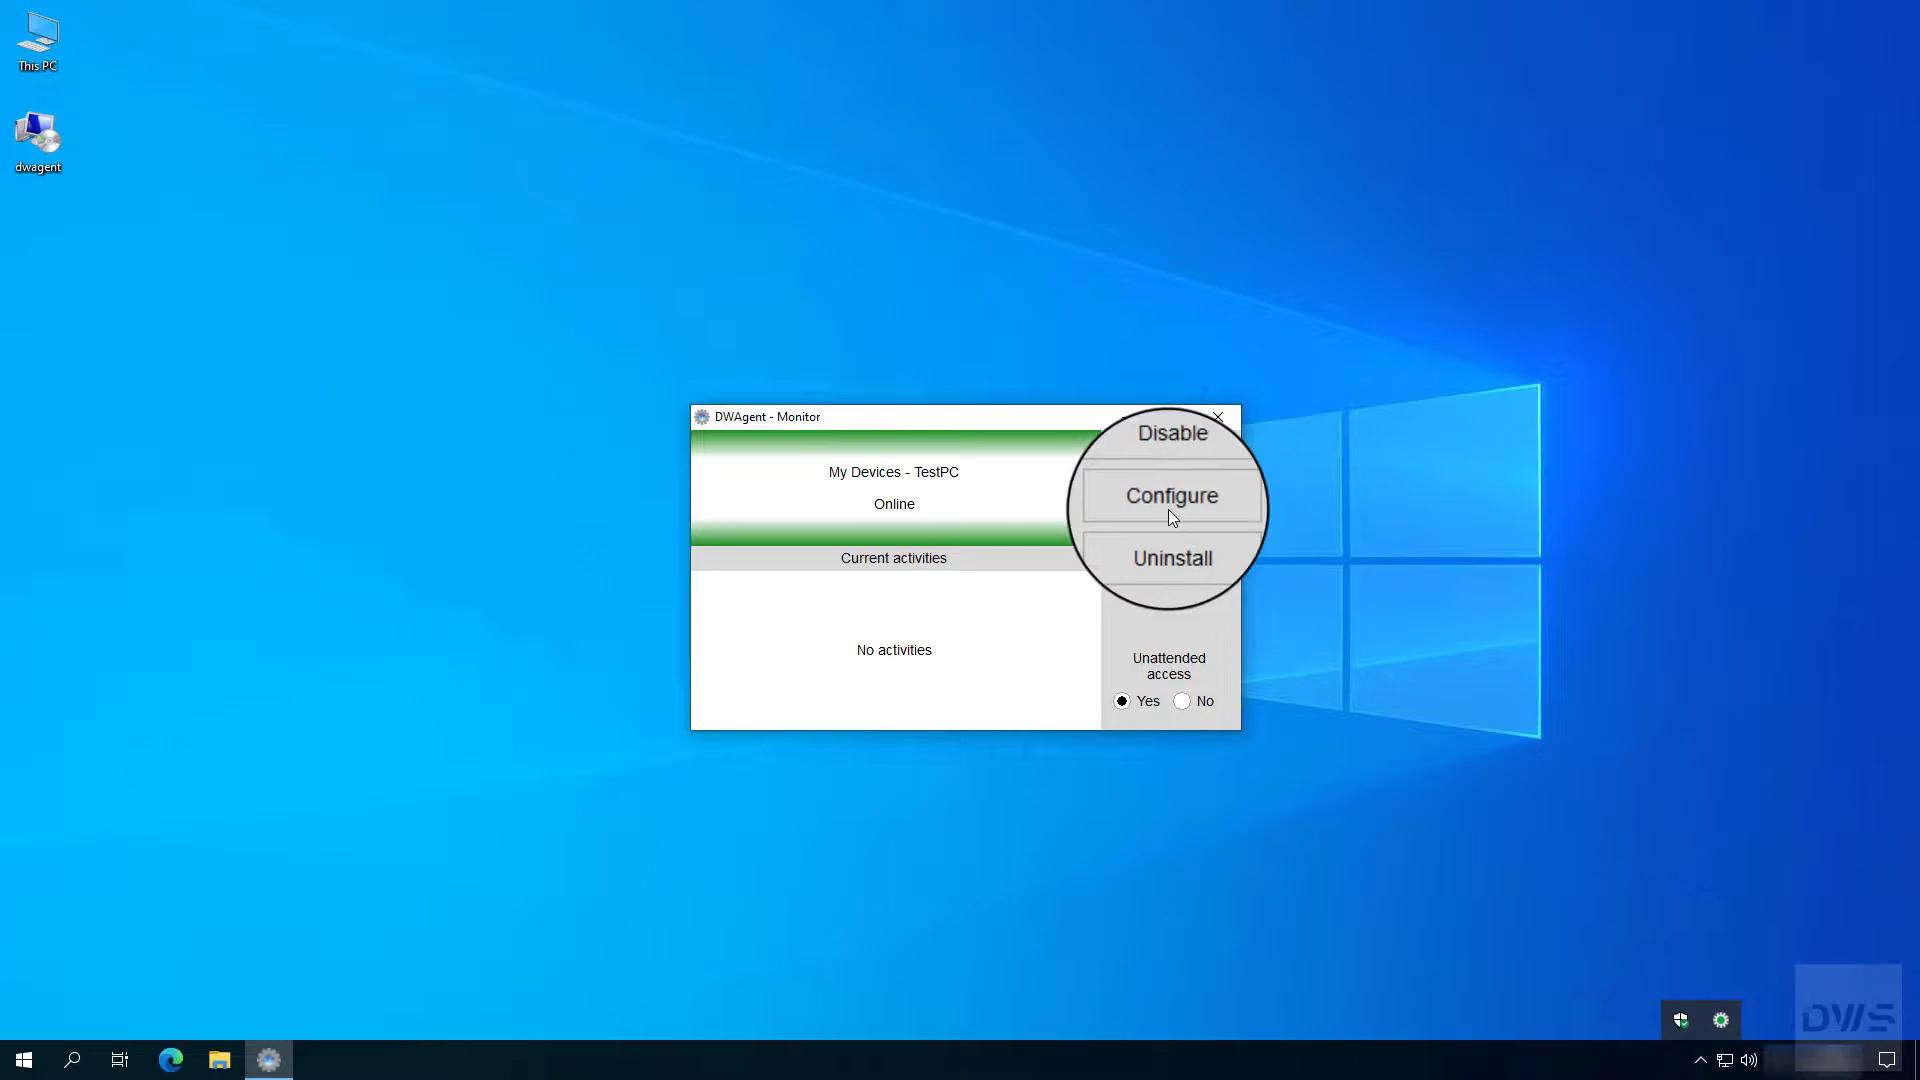 This PC
dwagent
DWAgent - Monitor
My Devices - TestPC
Online
Current activities
No activities
Disable
Configure
Uninstall
Unattended
access
Yes
No
DWS